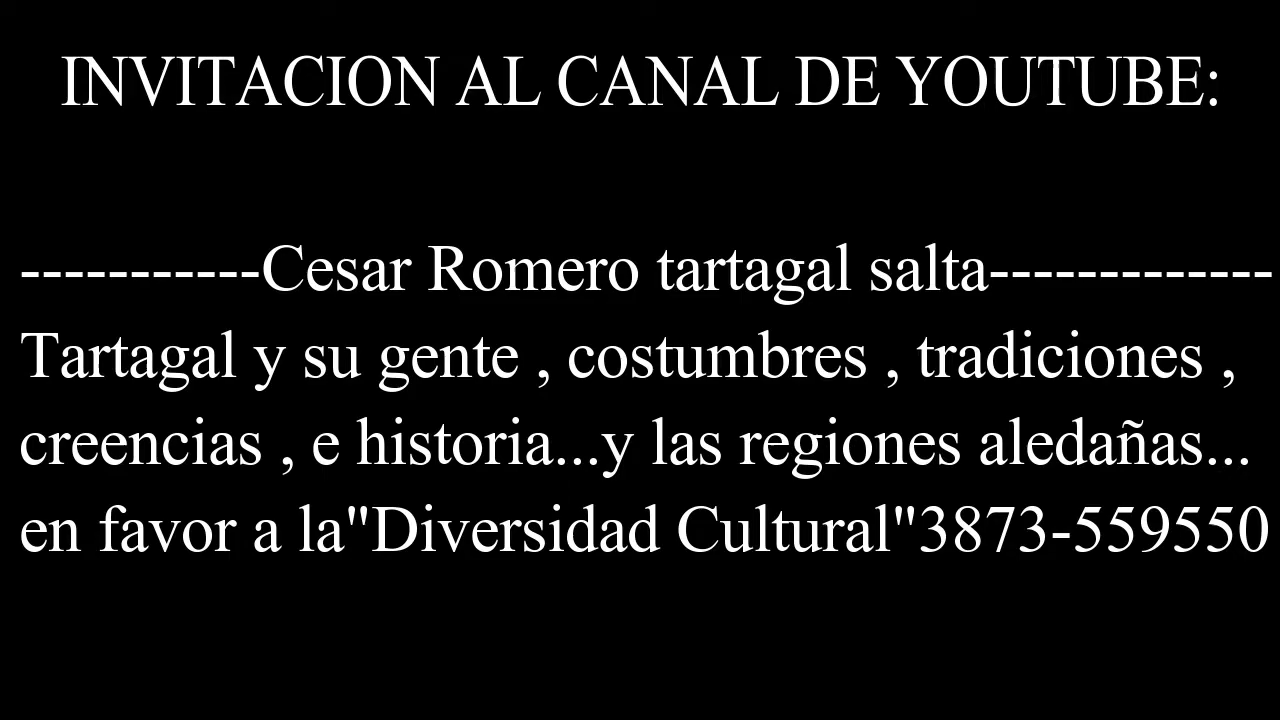 INVITACION AL CANAL DE YOUTUBE:
-----------Cesar Romero tartagal salta-------------
Tartagal y su gente , costumbres , tradiciones ,
creencias , e historia...y las regiones aledañas...
en favor a la"Diversidad Cultural"3873-559550